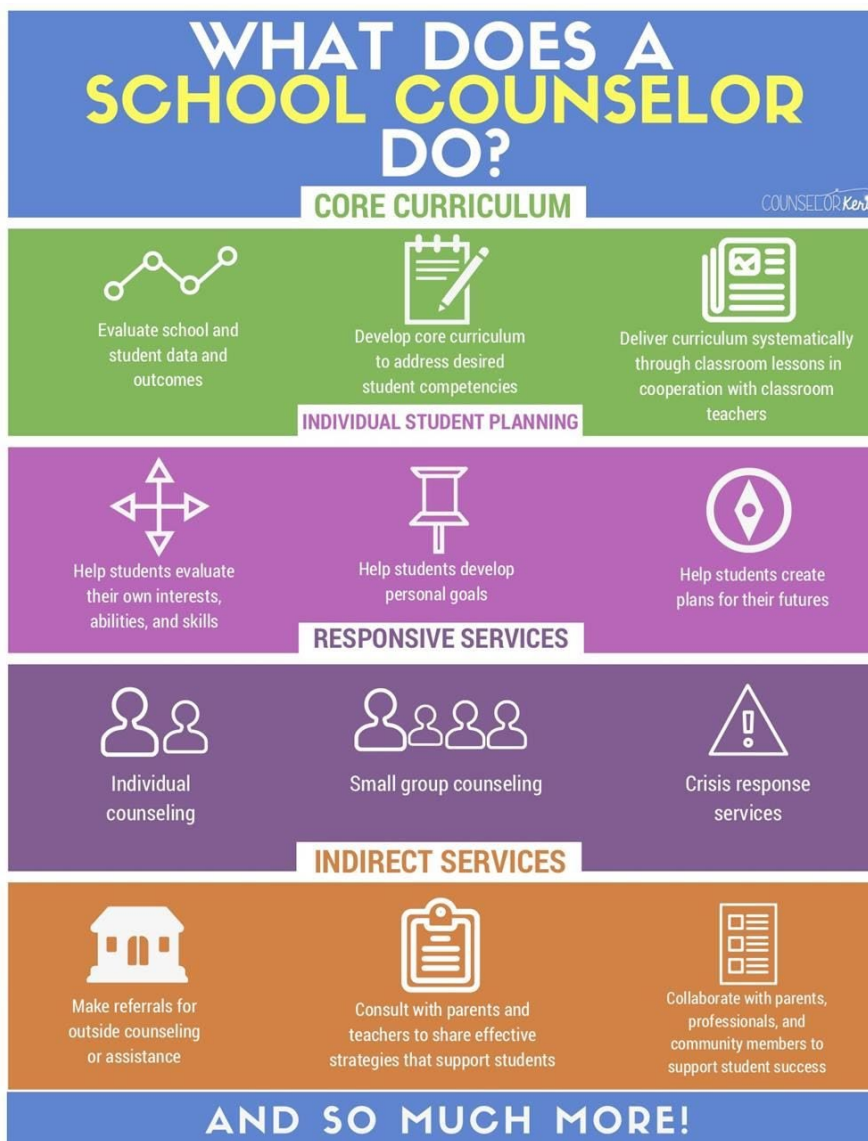 WHAT DOES A
SCHOOL COUNSELOR
DO?
CORE CURRICULUM
COUNSELOR Keri
Evaluate school and
student data and
outcomes
Develop core curriculum
to address desired
student competencies
Deliver curriculum systematically
through classroom lessons in
cooperation with classroom
teachers
INDIVIDUAL STUDENT PLANNING
Help students evaluate
their own interests,
abilities, and skills
Help students develop
personal goals
Help students create
plans for their futures
RESPONSIVE SERVICES
Individual
counseling
Small group counseling
Crisis response
services
INDIRECT SERVICES
Make referrals for
outside counseling
or assistance
Consult with parents and
teachers to share effective
strategies that support students
Collaborate with parents,
professionals, and
community members to
support student success
AND SO MUCH MORE!